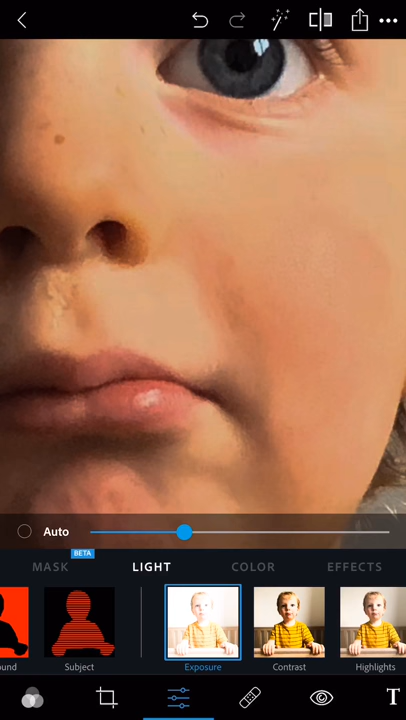 Auto
BETA
MASK LIGHT COLOR EFFECTS
ound Subject Exposure Contrast Highlights
T